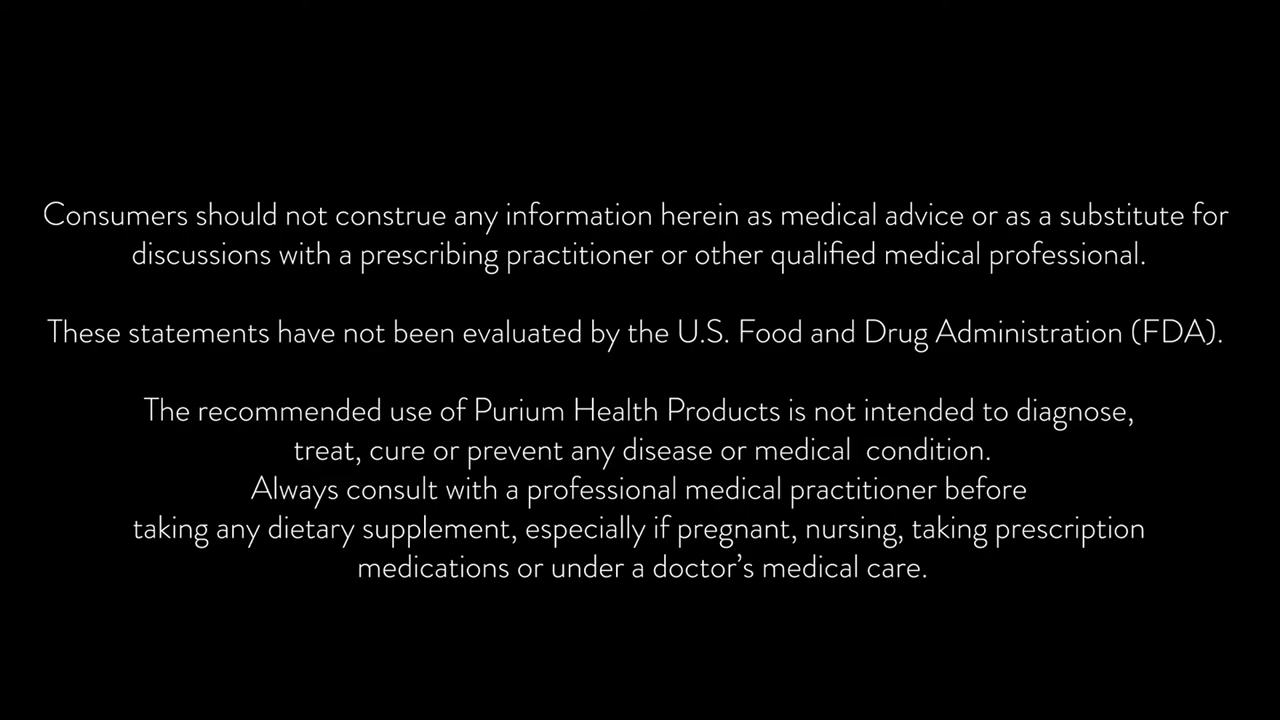 Consumers should not construe any information herein as medical advice or as a substitute for
discussions with a prescribing practitioner or other qualified medical professional.
These statements have not been evaluated by the U.S. Food and Drug Administration (FDA).
The recommended use of Purium Health Products is not intended to diagnose,
treat, cure or prevent any disease or medical  condition.
Always consult with a professional medical practitioner before
taking any dietary supplement, especially if pregnant, nursing, taking prescription
medications or under a doctor’s medical care.